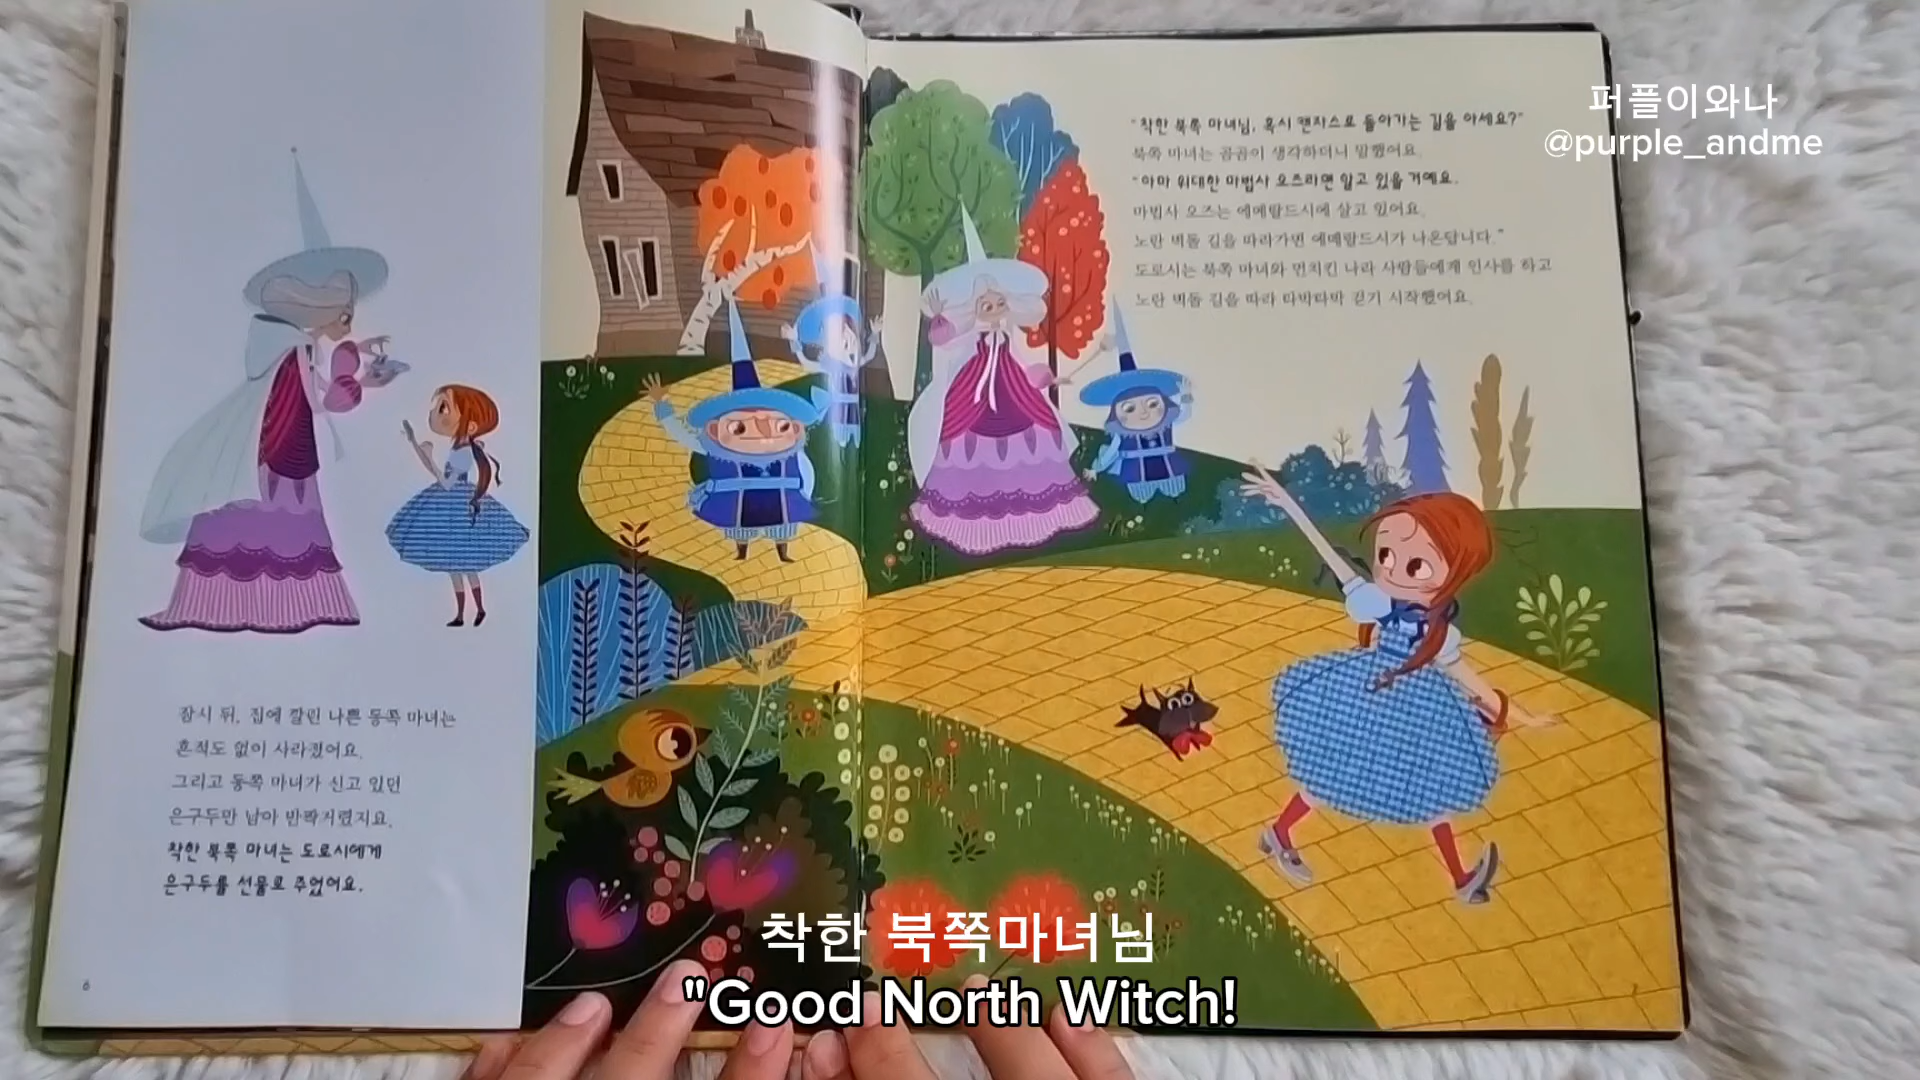 퍼플이와나
@purple_andme
잠시 뒤, 집에 깔린 나쁜 동쪽 마녀는
흔적도 없이 사라졌어요.
그리고 동쪽 마녀가 신고 있던
은구두만 남아 반짝거렸지요.
착한 북쪽 마녀는 도로시에게
은구두를 선물로 주었어요.
6
"착한 북쪽 마녀님, 혹시 캔자스로 돌아가는 길을 아세요?"
북쪽 마녀는 곰곰이 생각하더니 말했어요.
"아마 위대한 마법사 오즈라면 알고 있을 거예요.
마법사 오즈는 에메랄드시에 살고 있어요.
노란 벽돌 길을 따라가면 에메랄드시가 나온답니다."
도로시는 북쪽 마녀와 먼치킨 나라 사람들에게 인사를 하고
노란 벽돌 길을 따라 타박타박 걷기 시작했어요.
착한 북쪽마녀님
"Good North Witch!